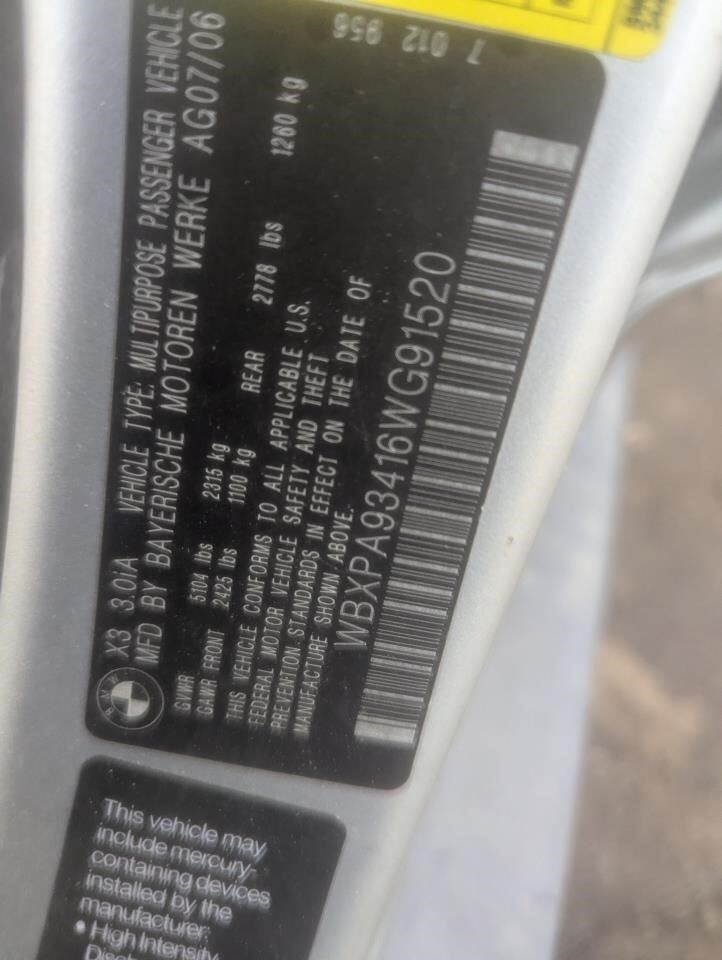 7 012 956
X3 3.0iA VEHICLE TYPE: MULTIPURPOSE PASSENGER VEHICLE
MFD BY BAYERISCHE MOTOREN WERKE AG07/06
GVWR 5104 lbs 2315 kg
GAWR FRONT 2425 lbs 1100 kg REAR 2778 lbs 1260 kg
THIS VEHICLE CONFORMS TO ALL APPLICABLE U.S.
FEDERAL MOTOR VEHICLE SAFETY AND THEFT
PREVENTION STANDARDS IN EFFECT ON THE DATE OF
MANUFACTURE SHOWN ABOVE.
WBXPA93416WG91520
This vehicle may
include mercury-
containing devices
installed by the
manufacturer:
• High Intensity